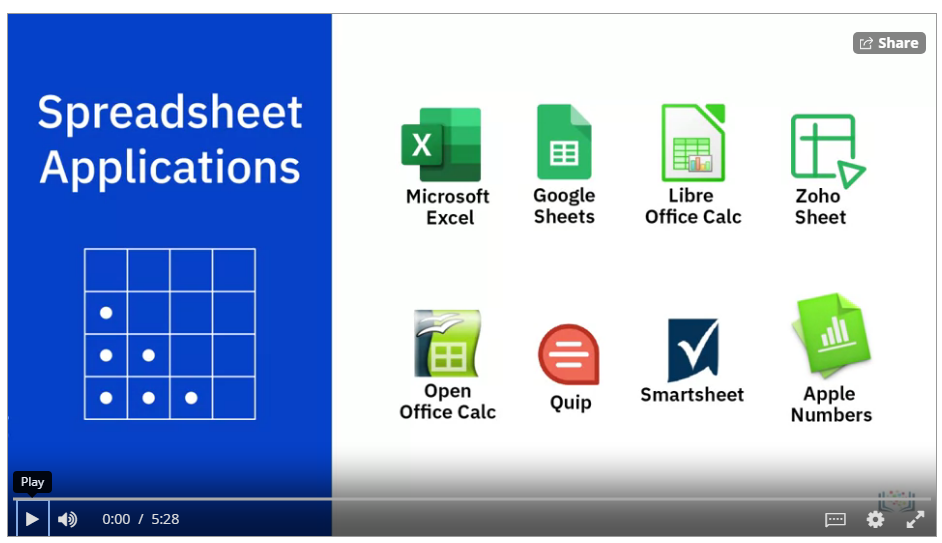 Share
Spreadsheet
Applications
X
Microsoft
Excel
Google
Sheets
Libre
Office Calc
Zoho
Sheet
Open
Office Calc
Quip
Smartsheet
Apple
Numbers
Play
0:00 / 5:28